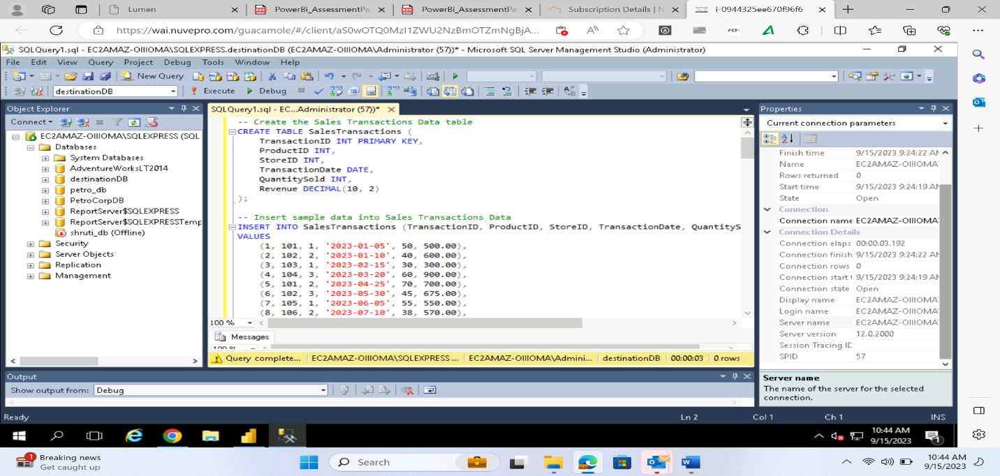 Lumen
PowerBi_AssessmentPa
PowerBi_AssessmentPa
Subscription Details | N
i-0944325ee670f96f6
https://wai.nuvepro.com/guacamole/#/client/aS0wOTQ0MzI1ZWU2NzBmOTZmNgBjA...
SQLQuery1.sql - EC2AMAZ-OIIIOMA\SQLEXPRESS.destinationDB (EC2AMAZ-OIIIOMA\Administrator (57))* - Microsoft SQL Server Management Studio (Administrator)
File Edit View Query Project Debug Tools Window Help
New Query
destinationDB
Execute
Debug
Object Explorer
Connect
EC2AMAZ-OIIIOMA\SQLEXPRESS (SQL
Databases
System Databases
AdventureWorksLT2014
destinationDB
petro_db
PetroCorpDB
ReportServer$SQLEXPRESS
ReportServer$SQLEXPRESSTemp
shruti_db (Offline)
Security
Server Objects
Replication
Management
SQLQuery1.sql - EC...Administrator (57))*
-- Create the Sales Transactions Data table
CREATE TABLE SalesTransactions (
TransactionID INT PRIMARY KEY,
ProductID INT,
StoreID INT,
TransactionDate DATE,
QuantitySold INT,
Revenue DECIMAL(10, 2)
);
-- Insert sample data into Sales Transactions Data
INSERT INTO SalesTransactions (TransactionID, ProductID, StoreID, TransactionDate, QuantityS
VALUES
(1, 101, 1, '2023-01-05', 50, 500.00),
(2, 102, 2, '2023-01-10', 40, 600.00),
(3, 103, 1, '2023-02-15', 30, 300.00),
(4, 104, 3, '2023-03-20', 60, 900.00),
(5, 101, 2, '2023-04-25', 70, 700.00),
(6, 102, 3, '2023-05-30', 45, 675.00),
(7, 105, 1, '2023-06-05', 55, 550.00),
(8, 106, 2, '2023-07-10', 38, 570.00),
100 %
Messages
100 %
Query complete...
EC2AMAZ-OIIIOMA\SQLEXPRESS ...
EC2AMAZ-OIIIOMA\Admini...
destinationDB
00:00:03
0 rows
Properties
Current connection parameters
Finish time 9/15/2023 9:24:22 AM
Name EC2AMAZ-OIIIOMA
Rows returned 0
Start time 9/15/2023 9:24:19 AM
State Open
Connection
Connection name EC2AMAZ-OIIIOMA
Connection Details
Connection elaps 00:00:03.192
Connection finish 9/15/2023 9:24:22 AM
Connection rows 0
Connection start t 9/15/2023 9:24:19 AM
Connection state Open
Display name EC2AMAZ-OIIIOMA
Login name EC2AMAZ-OIIIOMA
Server name EC2AMAZ-OIIIOMA
Server version 12.0.2000
Session Tracing ID
SPID 57
Server name
The name of the server for the selected
connection.
Output
Show output from: Debug
Ready
Ln 2
Col 1
Ch 1
INS
10:44 AM
9/15/2023
1
1
Breaking news
Get caught up
Search
10:44 AM
9/15/2023